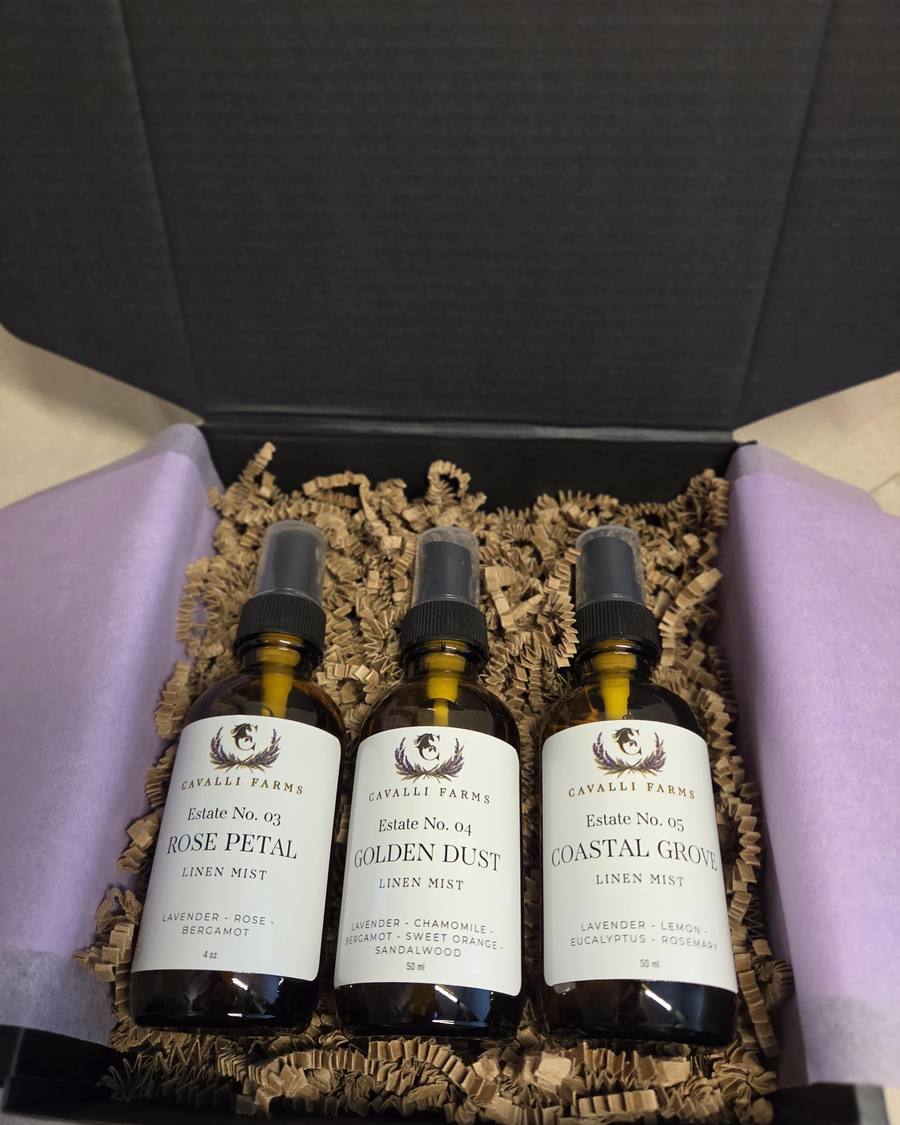 C
CAVALLI FARMS
Estate No. 03
ROSE PETAL
LINEN MIST
LAVENDER - ROSE -
BERGAMOT
4 oz
C
CAVALLI FARMS
Estate No. 04
GOLDEN DUST
LINEN MIST
LAVENDER - CHAMOMILE -
BERGAMOT - SWEET ORANGE -
SANDALWOOD
50 ml
C
CAVALLI FARMS
Estate No. 05
COASTAL GROVE
LINEN MIST
LAVENDER - LEMON -
EUCALYPTUS - ROSEMARY
50 ml